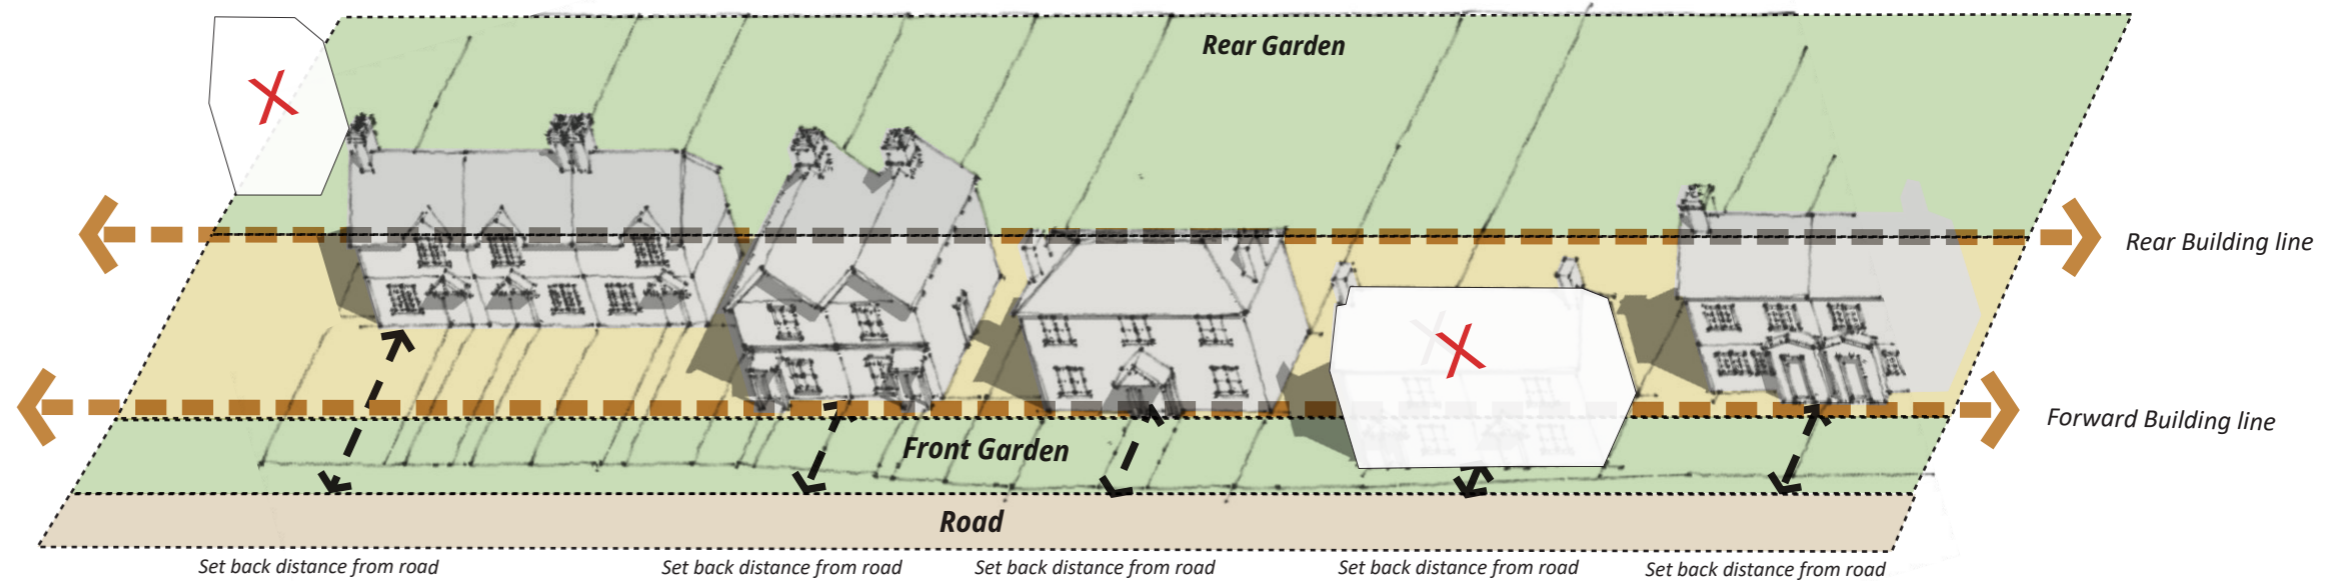 Rear Garden
Rear Building line
Forward Building line
Front Garden
Road
Set back distance from road
Set back distance from road
Set back distance from road
Set back distance from road
Set back distance from road